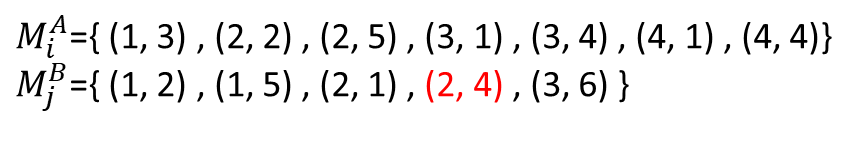 M_i^A={ (1, 3) , (2, 2) , (2, 5) , (3, 1) , (3, 4) , (4, 1) , (4, 4)}
M_j^B={ (1, 2) , (1, 5) , (2, 1) , (2, 4) , (3, 6) }